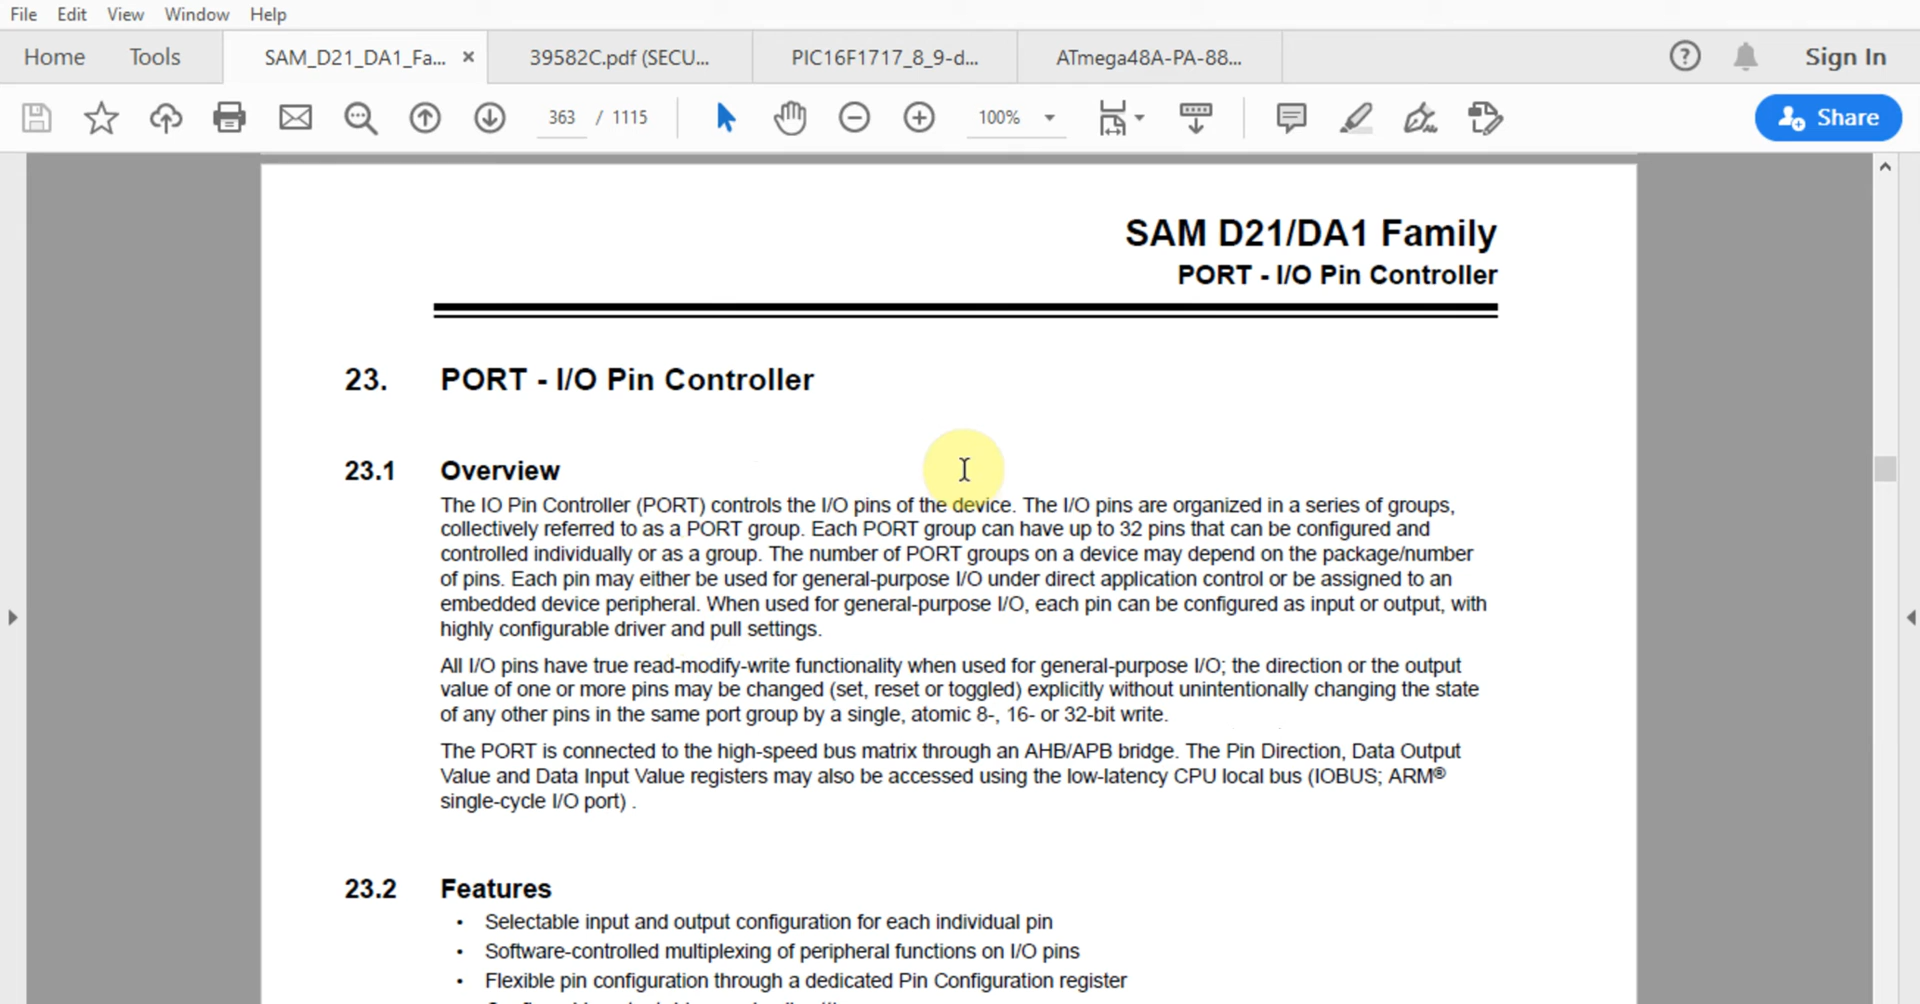 File Edit View Window Help
Home Tools SAM_D21_DA1_Fa... × 39582C.pdf (SECU... PIC16F1717_8_9-d... ATmega48A-PA-88... Sign In
363 / 1115 100% Share
SAM D21/DA1 Family
PORT - I/O Pin Controller
23. PORT - I/O Pin Controller
23.1 Overview
The IO Pin Controller (PORT) controls the I/O pins of the device. The I/O pins are organized in a series of groups,
collectively referred to as a PORT group. Each PORT group can have up to 32 pins that can be configured and
controlled individually or as a group. The number of PORT groups on a device may depend on the package/number
of pins. Each pin may either be used for general-purpose I/O under direct application control or be assigned to an
embedded device peripheral. When used for general-purpose I/O, each pin can be configured as input or output, with
highly configurable driver and pull settings.
All I/O pins have true read-modify-write functionality when used for general-purpose I/O; the direction or the output
value of one or more pins may be changed (set, reset or toggled) explicitly without unintentionally changing the state
of any other pins in the same port group by a single, atomic 8-, 16- or 32-bit write.
The PORT is connected to the high-speed bus matrix through an AHB/APB bridge. The Pin Direction, Data Output
Value and Data Input Value registers may also be accessed using the low-latency CPU local bus (IOBUS; ARM®
single-cycle I/O port) .
23.2 Features
• Selectable input and output configuration for each individual pin
• Software-controlled multiplexing of peripheral functions on I/O pins
• Flexible pin configuration through a dedicated Pin Configuration register